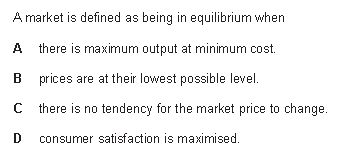 A market is defined as being in equilibrium when
A there is maximum output at minimum cost.
B prices are at their lowest possible level.
C there is no tendency for the market price to change.
D consumer satisfaction is maximised.